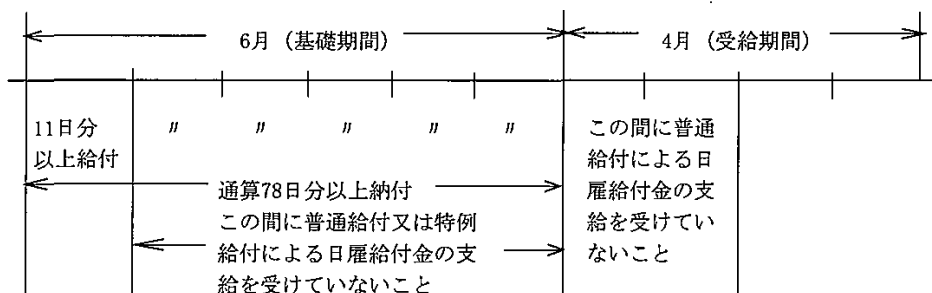 6月（基礎期間）
4月（受給期間）
11日分
以上給付
〃
〃
〃
〃
〃
通算78日分以上納付
この間に普通給付又は特例
給付による日雇給付金の支
給を受けていないこと
この間に普通
給付による日
雇給付金の支
給を受けてい
ないこと